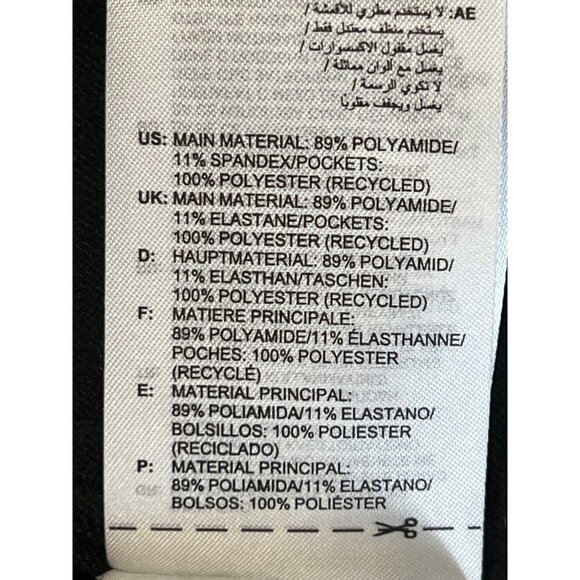 AE: لا يستخدم مطري للأقمشة/
يستخدم منظف معتدل فقط/
يغسل مقفول الاكسسوارات/
يغسل مع ألوان مماثلة/
لا تكوي الرسمة/
يغسل ويجفف مقلوبا
US: MAIN MATERIAL: 89% POLYAMIDE/
11% SPANDEX/POCKETS:
100% POLYESTER (RECYCLED)
UK: MAIN MATERIAL: 89% POLYAMIDE/
11% ELASTANE/POCKETS:
100% POLYESTER (RECYCLED)
D: HAUPTMATERIAL: 89% POLYAMID/
11% ELASTHAN/TASCHEN:
100% POLYESTER (RECYCLED)
F: MATIERE PRINCIPALE:
89% POLYAMIDE/11% ÉLASTHANNE/
POCHES: 100% POLYESTER
(RECYCLÉ)
E: MATERIAL PRINCIPAL:
89% POLIAMIDA/11% ELASTANO/
BOLSILLOS: 100% POLIESTER
(RECICLADO)
P: MATERIAL PRINCIPAL:
89% POLIAMIDA/11% ELASTANO/
BOLSOS: 100% POLIÉSTER